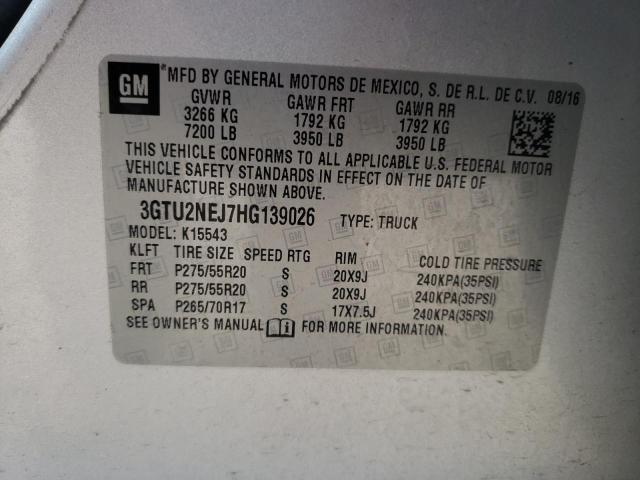 GM MFD BY GENERAL MOTORS DE MEXICO, S. DE R.L. DE C.V. 08/16
GVWR GAWR FRT GAWR RR
3266 KG 1792 KG 1792 KG
7200 LB 3950 LB 3950 LB
THIS VEHICLE CONFORMS TO ALL APPLICABLE U.S. FEDERAL MOTOR
VEHICLE SAFETY STANDARDS IN EFFECT ON THE DATE OF
MANUFACTURE SHOWN ABOVE.
3GTU2NEJ7HG139026 TYPE: TRUCK
MODEL: K15543
KLFT TIRE SIZE SPEED RTG RIM COLD TIRE PRESSURE
FRT P275/55R20 S 20X9J 240KPA(35PSI)
RR P275/55R20 S 20X9J 240KPA(35PSI)
SPA P265/70R17 S 17X7.5J 240KPA(35PSI)
SEE OWNER'S MANUAL FOR MORE INFORMATION.